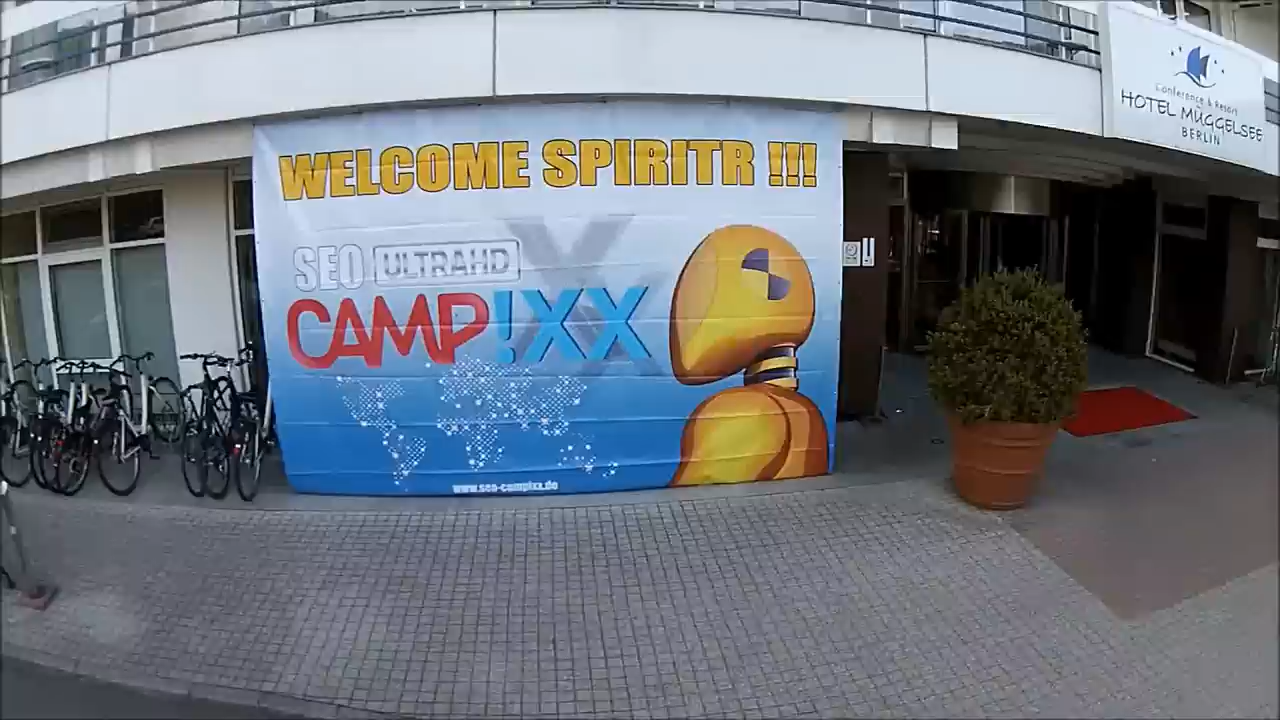 WELCOME SPIRITR !!!
SEO ULTRAHD
CAMP!XX
www.seo-campixx.de
Conference & Resort
HOTEL MÜGGELSEE
BERLIN